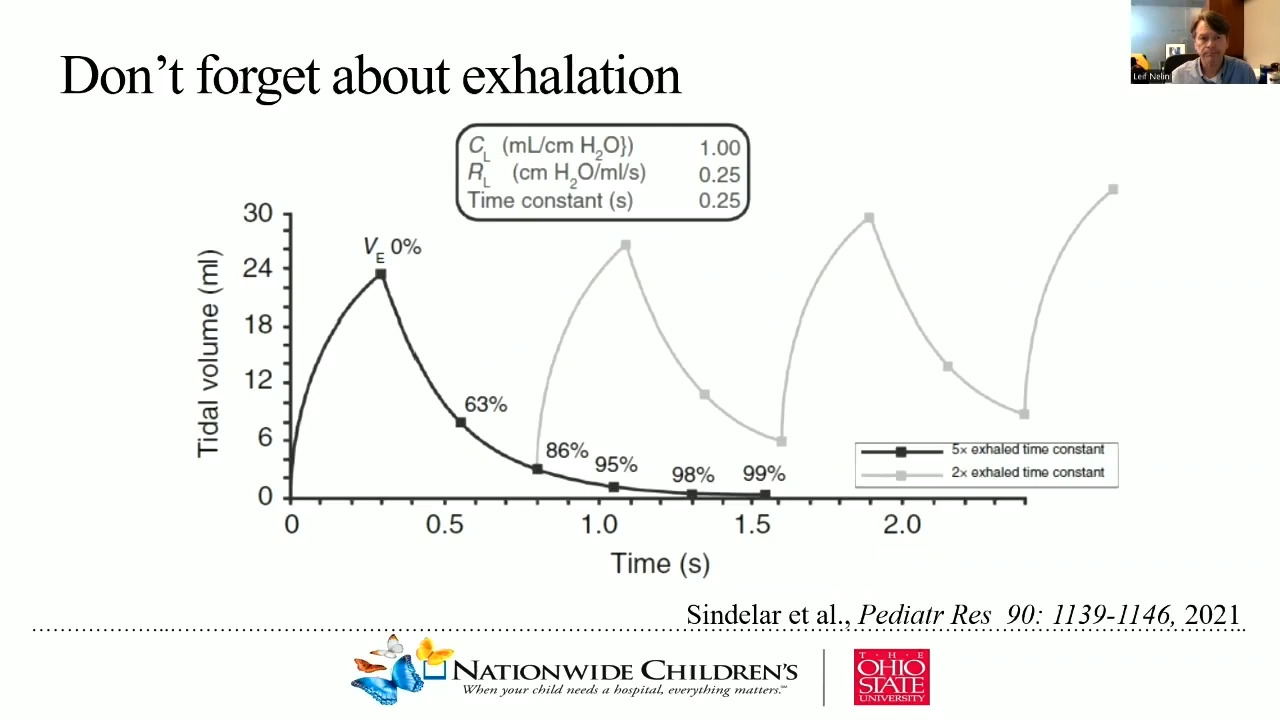 Don't forget about exhalation
Leif Nelin
C_L (mL/cm H₂O}) 1.00
R_L (cm H₂O/ml/s) 0.25
Time constant (s) 0.25
Tidal volume (ml)
30
24
18
12
6
0
V_E 0%
63%
86%
95%
98%
99%
5x exhaled time constant
2x exhaled time constant
0 0.5 1.0 1.5 2.0
Time (s)
Sindelar et al., Pediatr Res 90: 1139-1146, 2021
NATIONWIDE CHILDREN'S
When your child needs a hospital, everything matters.℠
THE
OHIO
STATE
UNIVERSITY